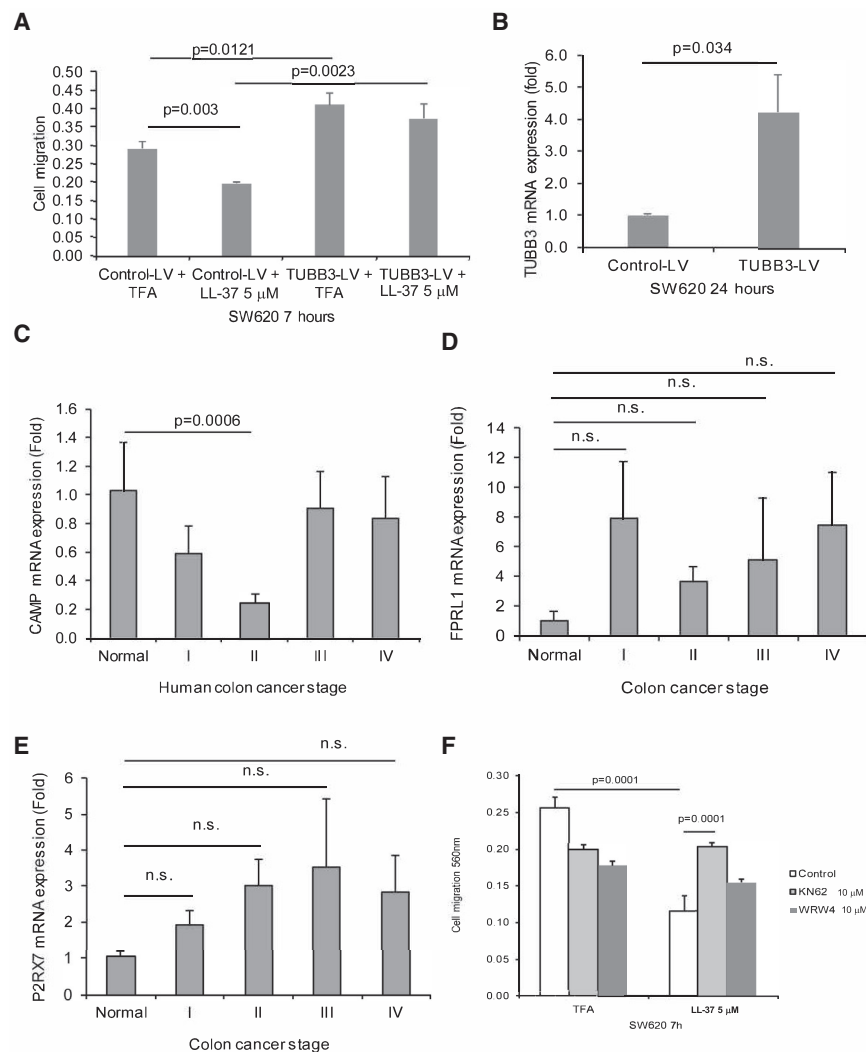 A
p=0.0121
p=0.0023
p=0.003
Cell migration
0.50
0.45
0.40
0.35
0.30
0.25
0.20
0.15
0.10
0.05
0.00
Control-LV + TFA
Control-LV + LL-37 5 µM
TUBB3-LV + TFA
TUBB3-LV + LL-37 5 µM
SW620 7 hours
B
p=0.034
TUBB3 mRNA expression (fold)
6.0
5.0
4.0
3.0
2.0
1.0
0.0
Control-LV TUBB3-LV
SW620 24 hours
C
p=0.0006
CAMP mRNA expression (Fold)
1.6
1.4
1.2
1.0
0.8
0.6
0.4
0.2
0.0
Normal I II III IV
Human colon cancer stage
D
n.s.
n.s.
n.s.
n.s.
FPRL1 mRNA expression (Fold)
14
12
10
8
6
4
2
0
Normal I II III IV
Colon cancer stage
E
n.s.
n.s.
n.s.
n.s.
P2RX7 mRNA expression (Fold)
6
5
4
3
2
1
0
Normal I II III IV
Colon cancer stage
F
p=0.0001
p=0.0001
Cell migration 560nm
0.30
0.25
0.20
0.15
0.10
0.05
0.00
TFA LL-37 5 µM
SW620 7h
Control
KN62 10 µM
WRW4 10 µM